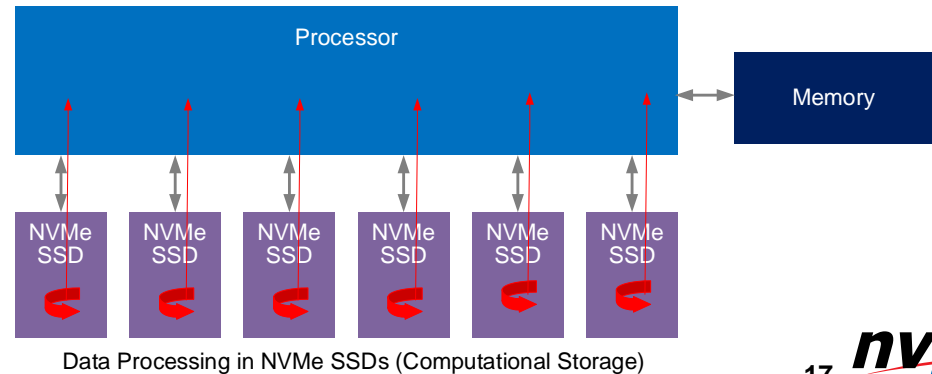 Processor
Memory
NVMe
SSD
NVMe
SSD
NVMe
SSD
NVMe
SSD
NVMe
SSD
NVMe
SSD
Data Processing in NVMe SSDs (Computational Storage)
17